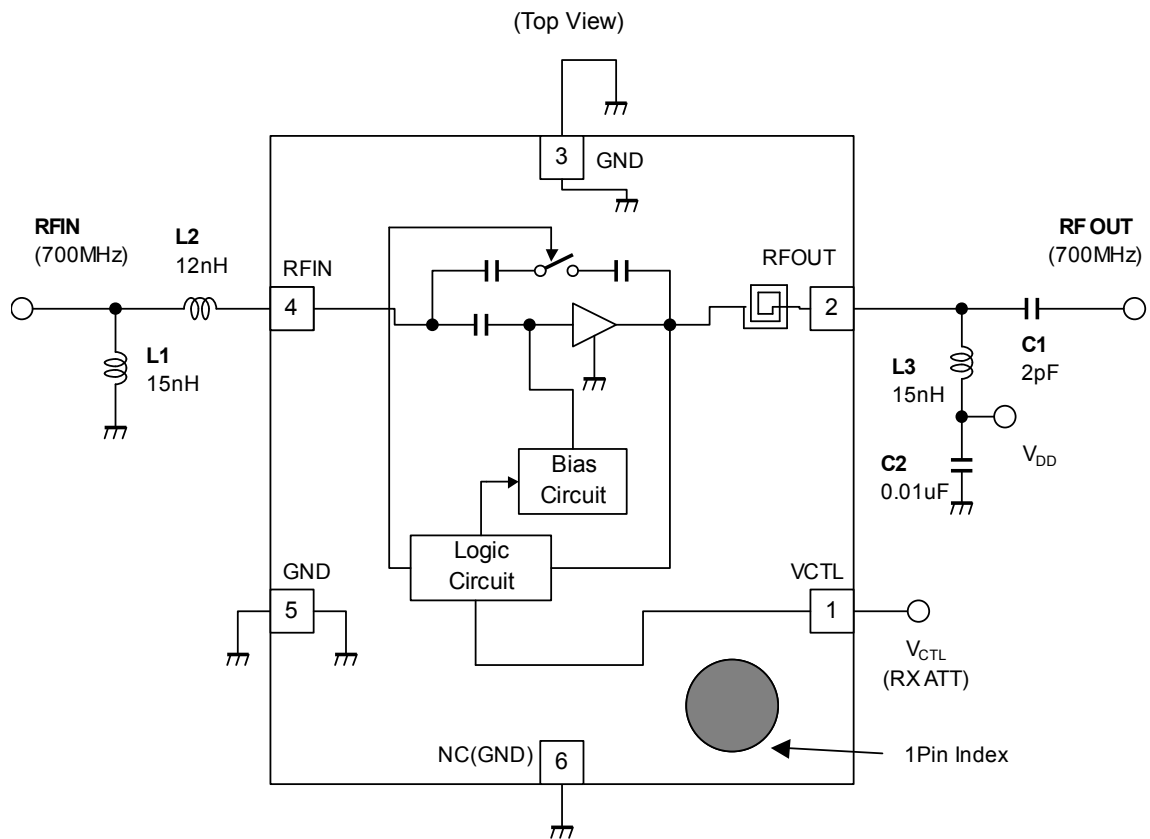 (Top View)
3
GND
RFIN
(700MHz)
L2
12nH
RFIN
4
L1
15nH
RFOUT
2
RF OUT
(700MHz)
C1
2pF
L3
15nH
VDD
C2
0.01uF
Bias
Circuit
Logic
Circuit
GND
5
VCTL
1
VCTL
(RX ATT)
NC(GND)
6
1Pin Index